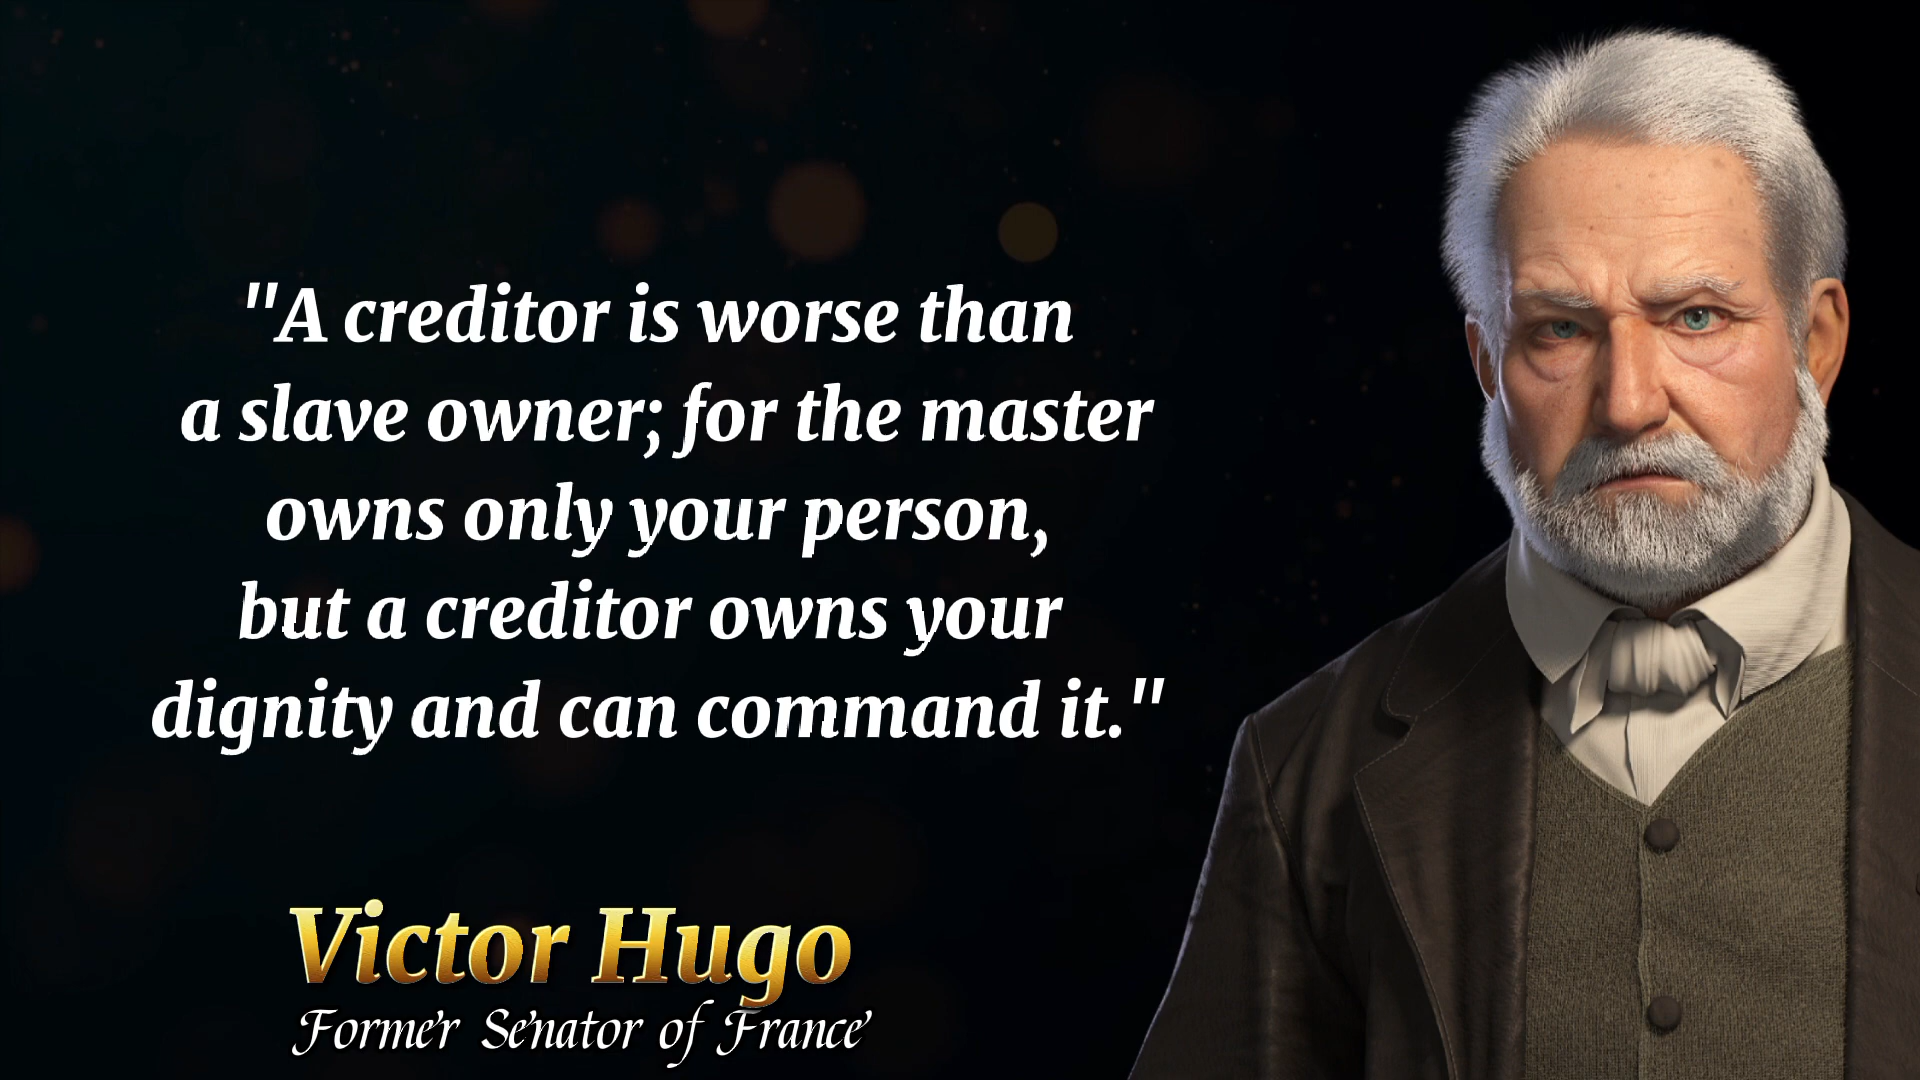 "A creditor is worse than
a slave owner; for the master
owns only your person,
but a creditor owns your
dignity and can command it."
Victor Hugo
Former Senator of France